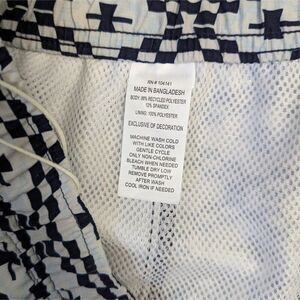 RN # 104141
MADE IN BANGLADESH
BODY: 88% RECYCLED POLYESTER
12% SPANDEX
LINING: 100% POLYESTER
EXCLUSIVE OF DECORATION
MACHINE WASH COLD
WITH LIKE COLORS
GENTLE CYCLE
ONLY NON-CHLORINE
BLEACH WHEN NEEDED
TUMBLE DRY LOW
REMOVE PROMPTLY
AFTER WASH
COOL IRON IF NEEDED